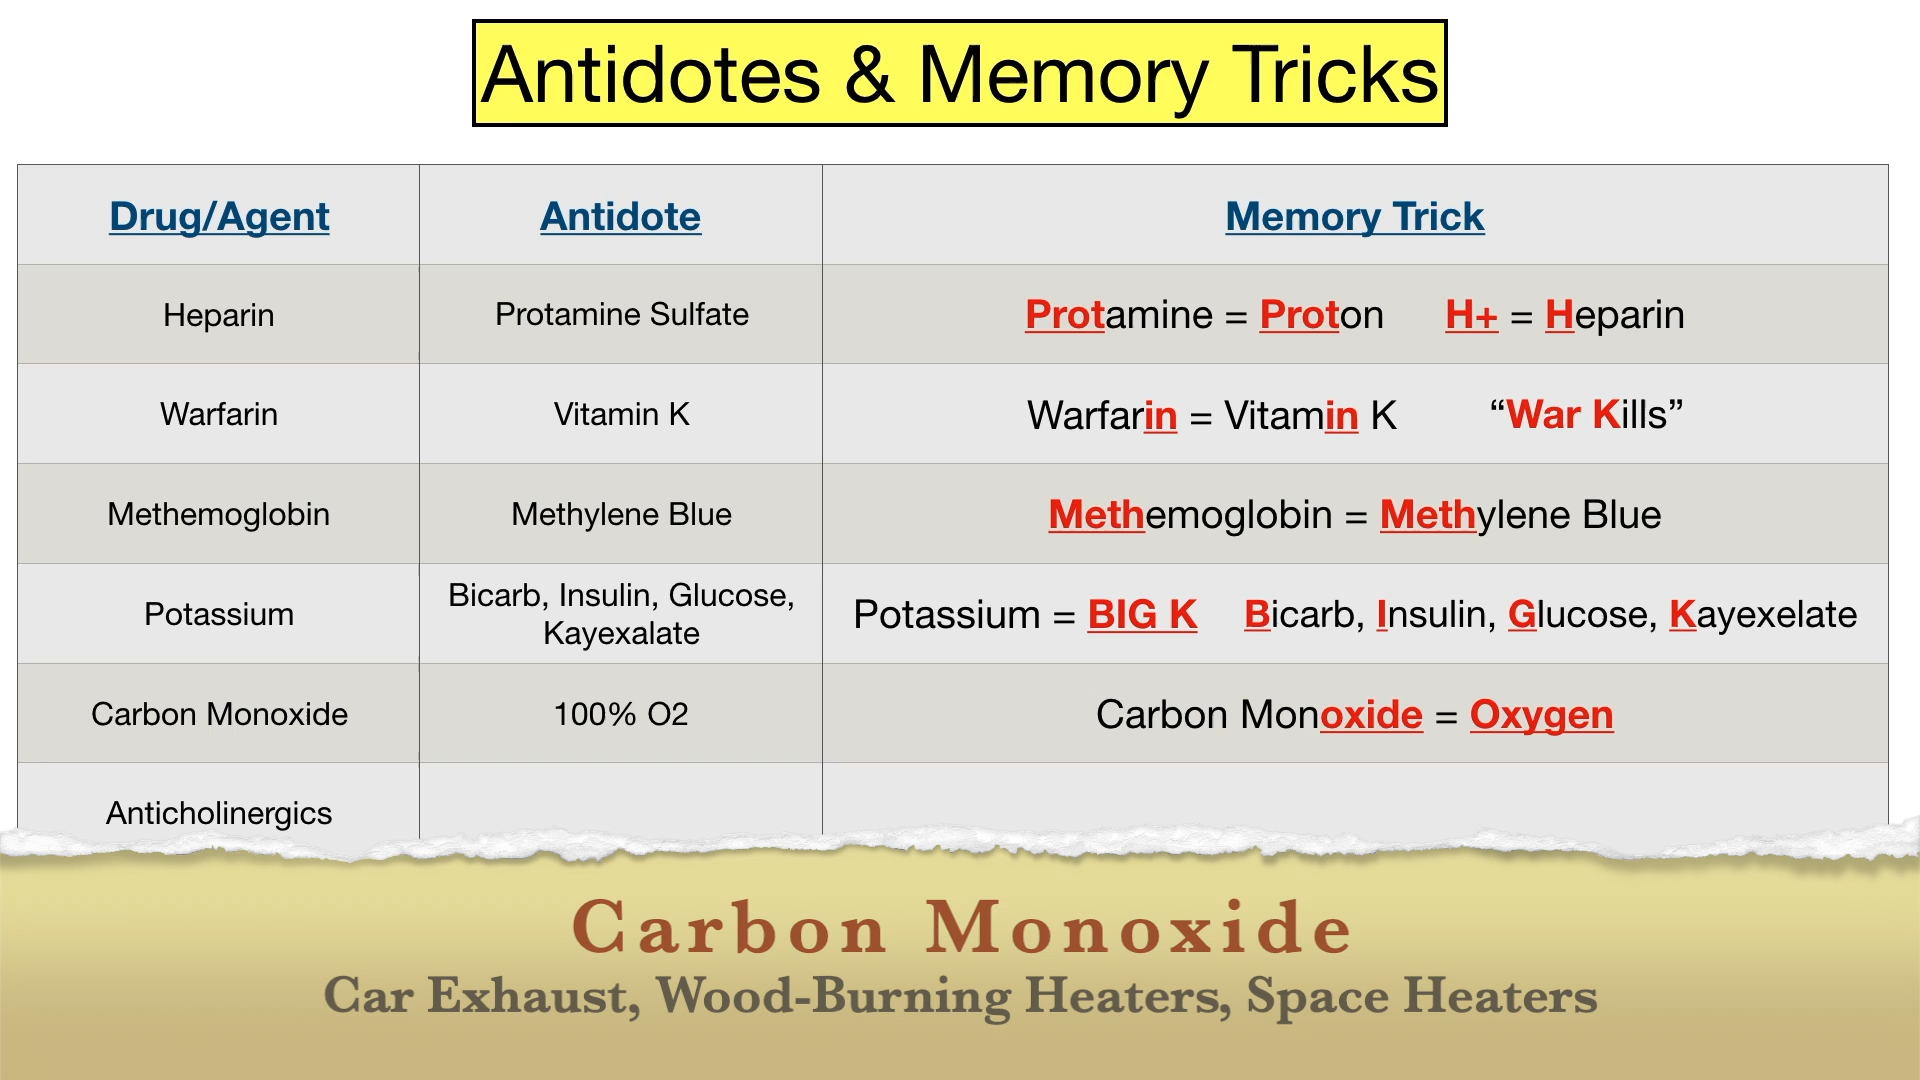 Antidotes & Memory Tricks
Drug/Agent Antidote Memory Trick
Heparin Protamine Sulfate Protamine = Proton H+ = Heparin
Warfarin Vitamin K Warfarin = Vitamin K “War Kills”
Methemoglobin Methylene Blue Methemoglobin = Methylene Blue
Potassium Bicarb, Insulin, Glucose,
Kayexalate Potassium = BIG K Bicarb, Insulin, Glucose, Kayexelate
Carbon Monoxide 100% O2 Carbon Monoxide = Oxygen
Anticholinergics
Carbon Monoxide
Car Exhaust, Wood-Burning Heaters, Space Heaters